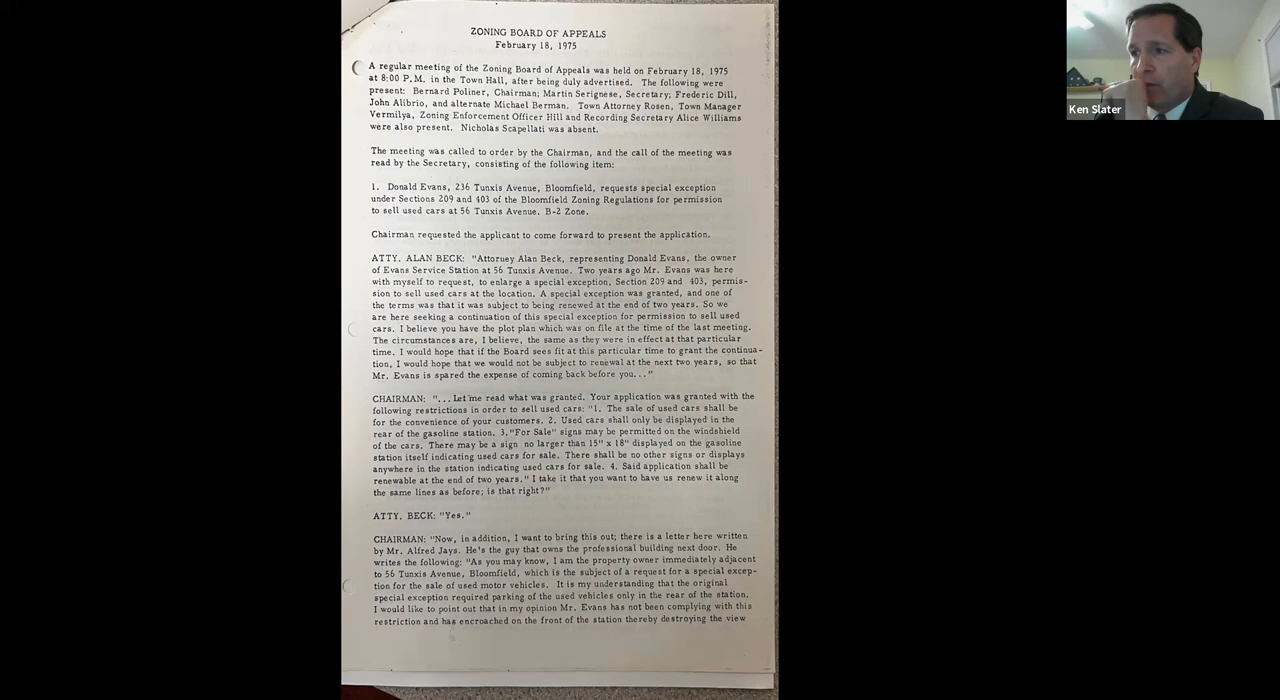 ZONING BOARD OF APPEALS
February 18, 1975
A regular meeting of the Zoning Board of Appeals was held on February 18, 1975
at 8:00 P.M. in the Town Hall, after being duly advertised. The following were
present: Bernard Poliner, Chairman; Martin Serignese, Secretary; Frederic Dill,
John Alibrio, and alternate Michael Berman. Town Attorney Rosen, Town Manager
Vermilya, Zoning Enforcement Officer Hill and Recording Secretary Alice Williams
were also present. Nicholas Scapellati was absent.
The meeting was called to order by the Chairman, and the call of the meeting was
read by the Secretary, consisting of the following item:
1. Donald Evans, 236 Tunxis Avenue, Bloomfield, requests special exception
under Sections 209 and 403 of the Bloomfield Zoning Regulations for permission
to sell used cars at 56 Tunxis Avenue. B-2 Zone.
Chairman requested the applicant to come forward to present the application.
ATTY. ALAN BECK: "Attorney Alan Beck, representing Donald Evans, the owner
of Evans Service Station at 56 Tunxis Avenue. Two years ago Mr. Evans was here
with myself to request, to enlarge a special exception, Section 209 and 403, permis-
sion to sell used cars at the location. A special exception was granted, and one of
the terms was that it was subject to being renewed at the end of two years. So we
are here seeking a continuation of this special exception for permission to sell used
cars. I believe you have the plot plan which was on file at the time of the last meeting.
The circumstances are, I believe, the same as they were in effect at that particular
time. I would hope that if the Board sees fit at this particular time to grant the continua-
tion, I would hope that we would not be subject to renewal at the next two years, so that
Mr. Evans is spared the expense of coming back before you..."
CHAIRMAN: "... Let me read what was granted. Your application was granted with the
following restrictions in order to sell used cars: "1. The sale of used cars shall be
for the convenience of your customers. 2. Used cars shall only be displayed in the
rear of the gasoline station. 3. "For Sale" signs may be permitted on the windshield
of the cars. There may be a sign no larger than 15" x 18" displayed on the gasoline
station itself indicating used cars for sale. There shall be no other signs or displays
anywhere in the station indicating used cars for sale. 4. Said application shall be
renewable at the end of two years." I take it that you want to have us renew it along
the same lines as before; is that right?"
ATTY. BECK: "Yes."
CHAIRMAN: "Now, in addition, I want to bring this out; there is a letter here written
by Mr. Alfred Jays. He's the guy that owns the professional building next door. He
writes the following: "As you may know, I am the property owner immediately adjacent
to 56 Tunxis Avenue, Bloomfield, which is the subject of a request for a special excep-
tion for the sale of used motor vehicles. It is my understanding that the original
special exception required parking of the used vehicles only in the rear of the station.
I would like to point out that in my opinion Mr. Evans has not been complying with this
restriction and has encroached on the front of the station thereby destroying the view
Ken Slater